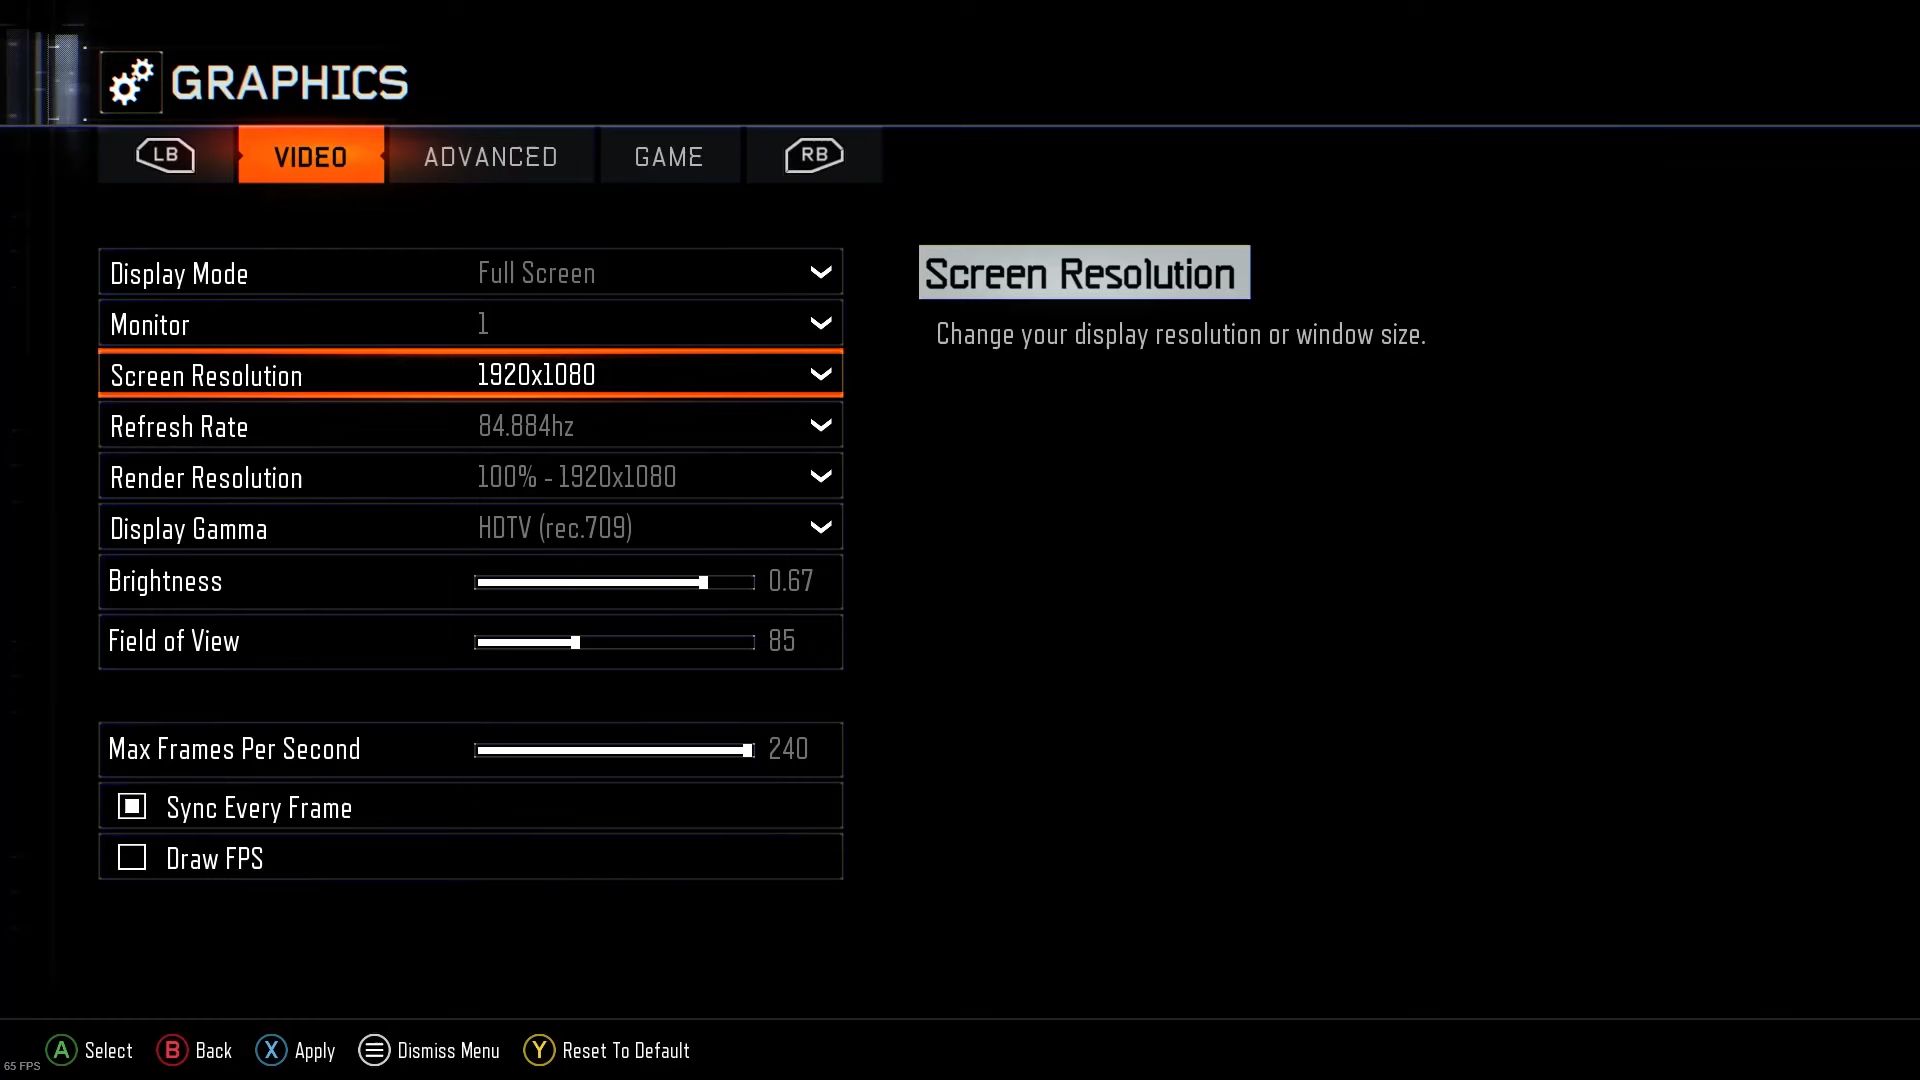 GRAPHICS
LB VIDEO ADVANCED GAME RB
Display Mode Full Screen
Monitor 1
Screen Resolution 1920x1080
Refresh Rate 84.884hz
Render Resolution 100% - 1920x1080
Display Gamma HDTV (rec.709)
Brightness 0.67
Field of View 85
Max Frames Per Second 240
Sync Every Frame
Draw FPS
Screen Resolution
Change your display resolution or window size.
A Select B Back X Apply Dismiss Menu Y Reset To Default
65 FPS